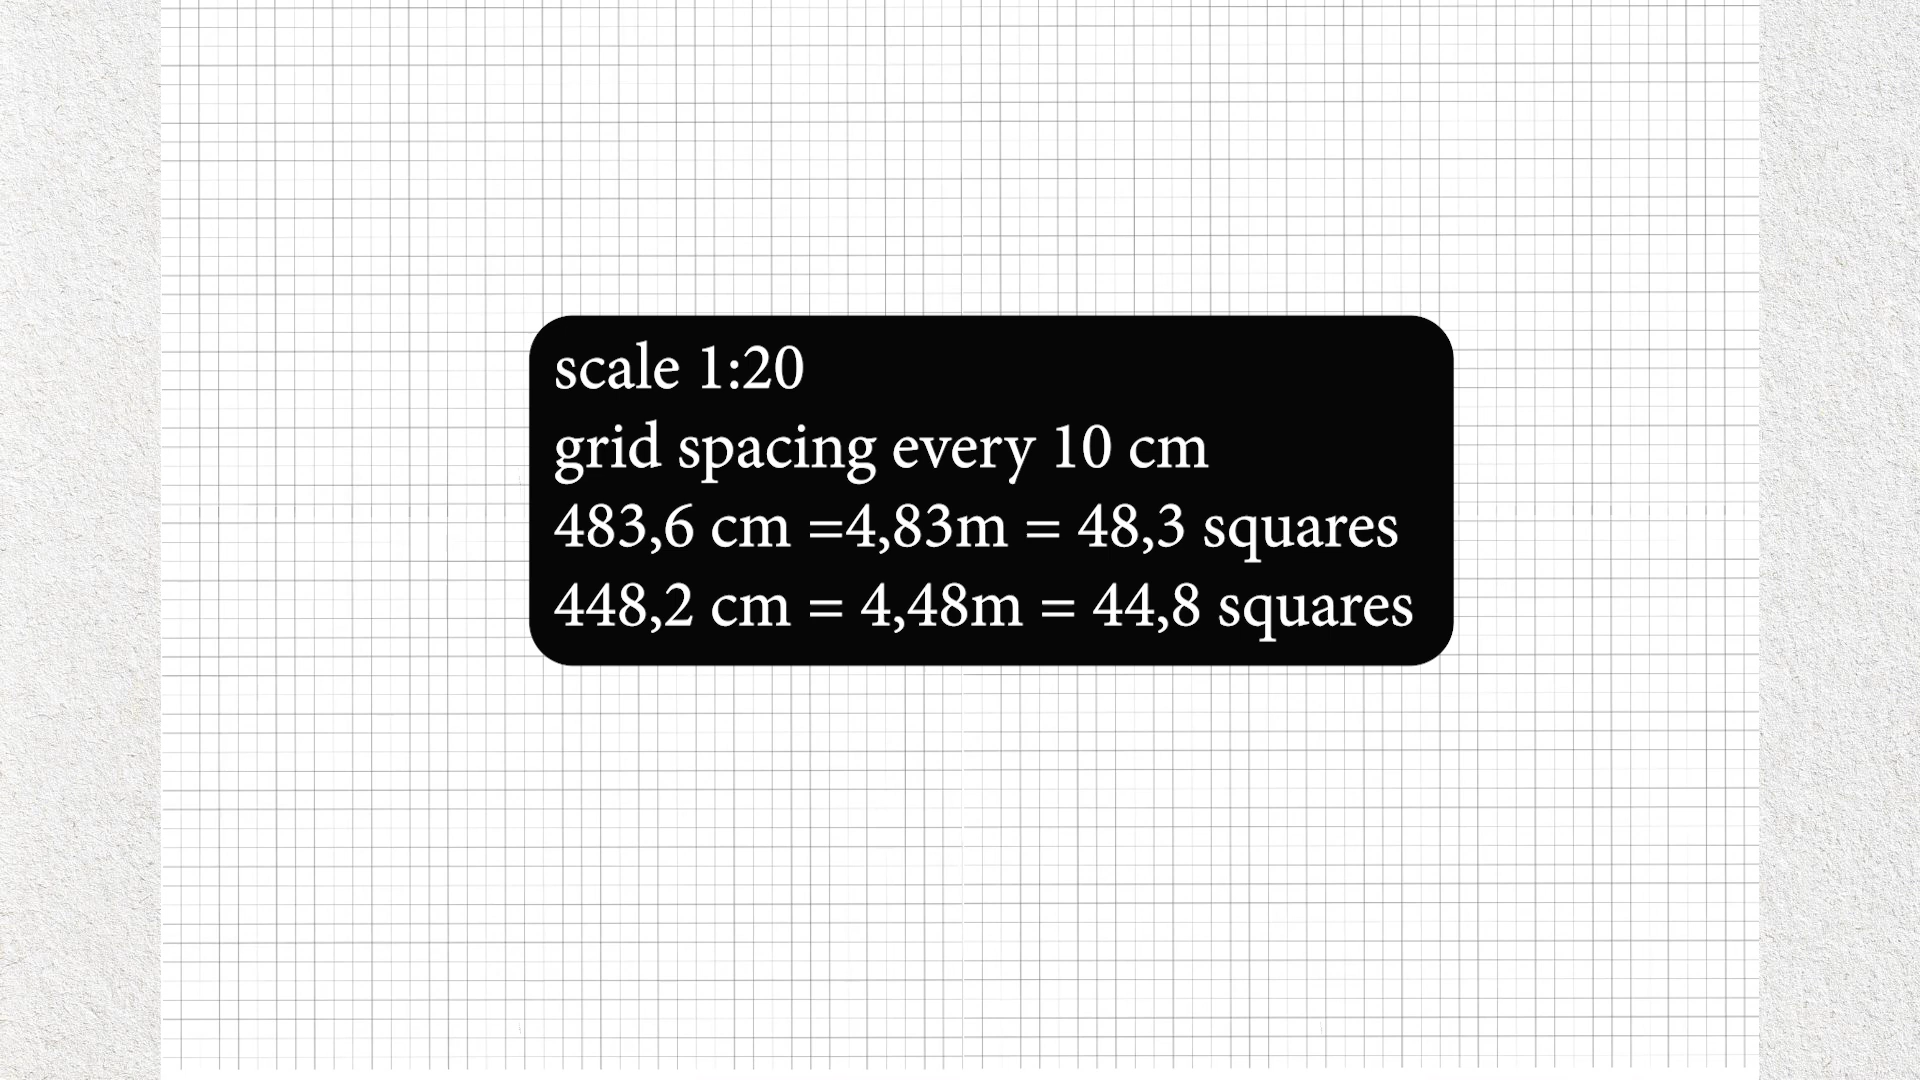 scale 1:20
grid spacing every 10 cm
483,6 cm =4,83m = 48,3 squares
448,2 cm = 4,48m = 44,8 squares